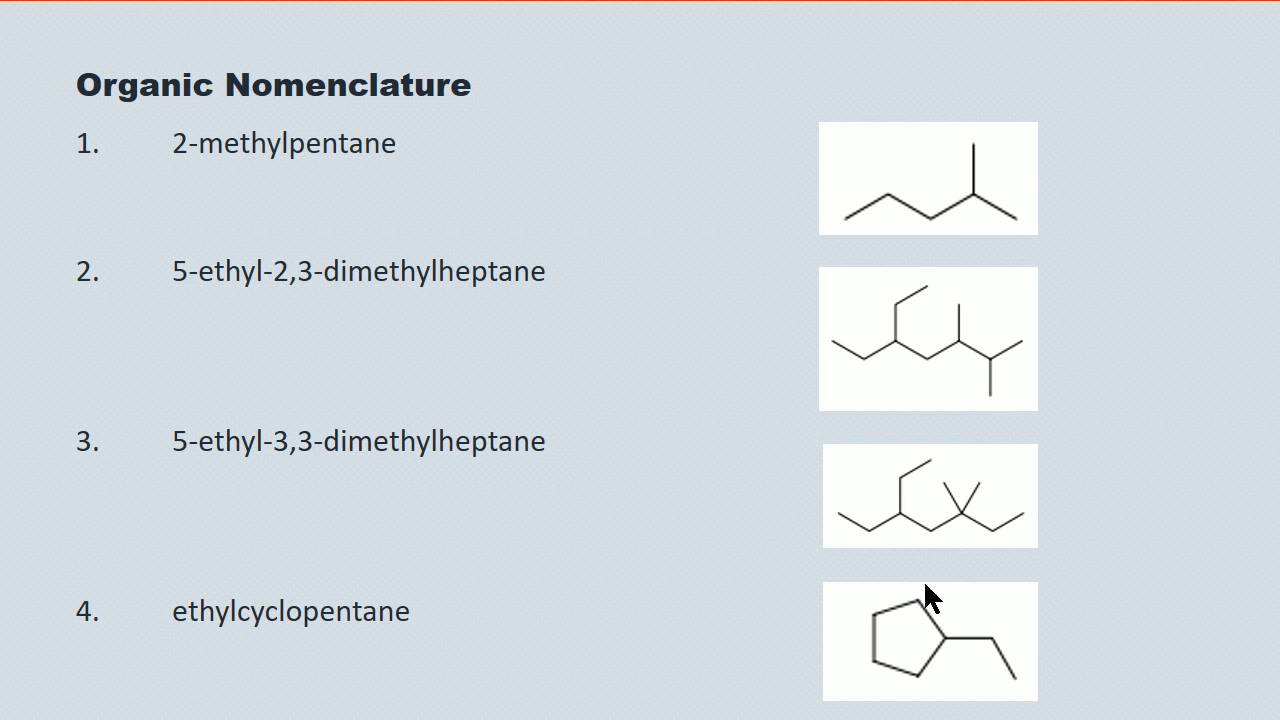 Organic Nomenclature
1. 2-methylpentane
2. 5-ethyl-2,3-dimethylheptane
3. 5-ethyl-3,3-dimethylheptane
4. ethylcyclopentane